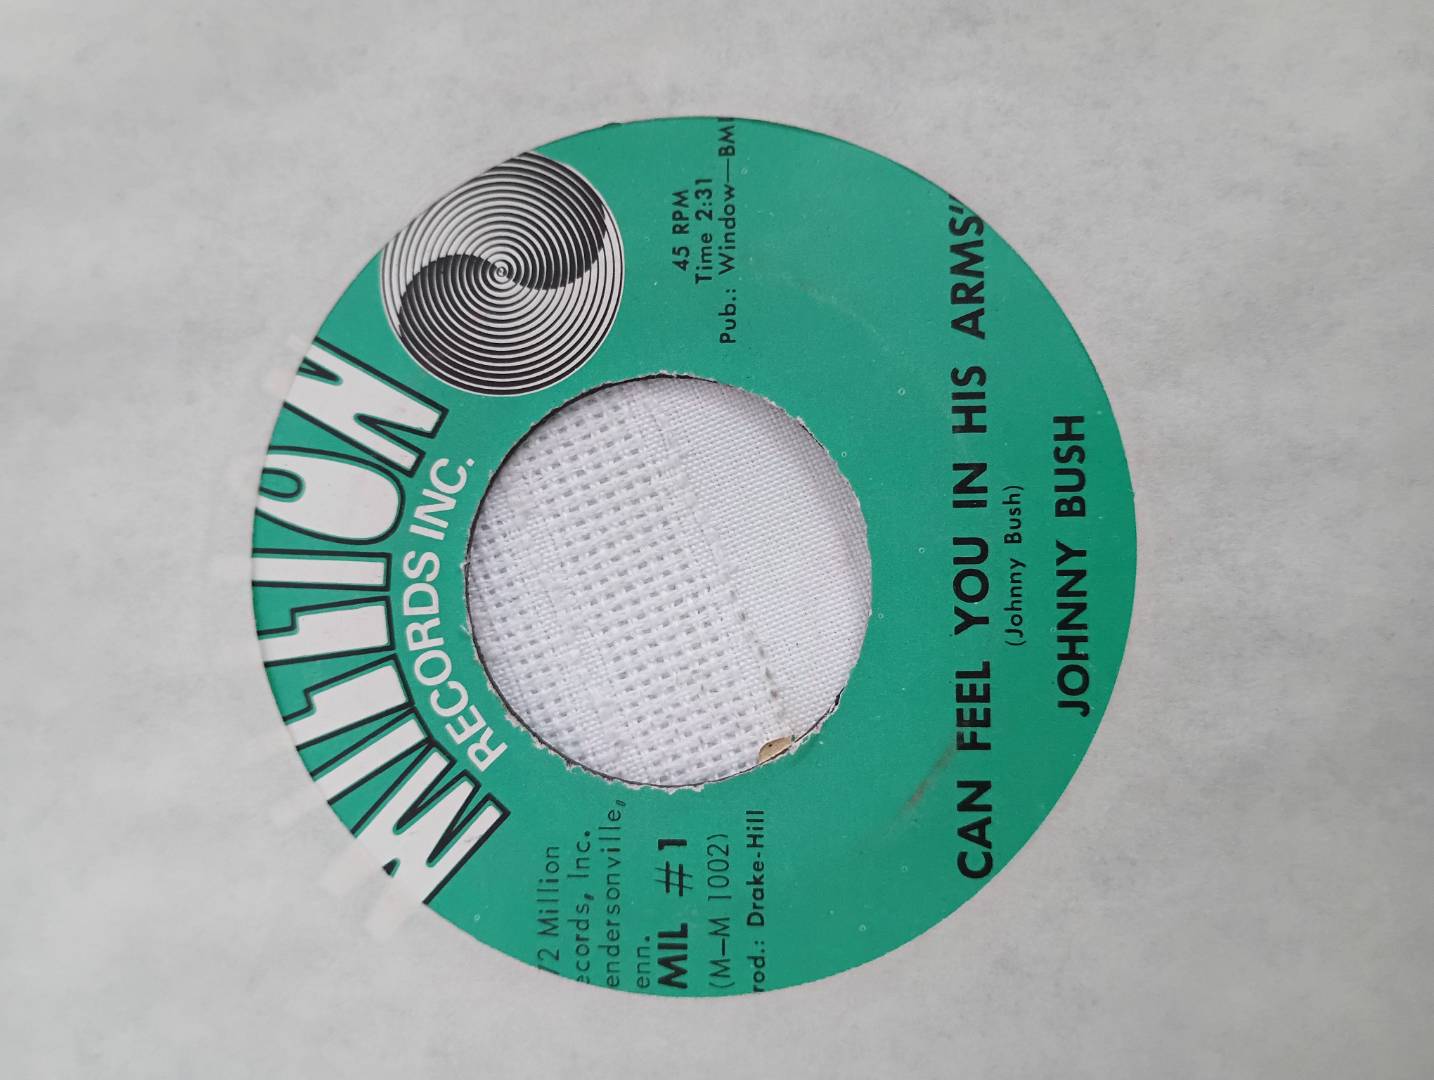 MILLION
RECORDS INC.
72 Million
ecords, Inc.
endersonville,
enn.
MIL #1
(M—M 1002)
rod.: Drake-Hill
45 RPM
Time 2:31
Pub.: Window—BMI
CAN FEEL YOU IN HIS ARMS"
(Johnny Bush)
JOHNNY BUSH